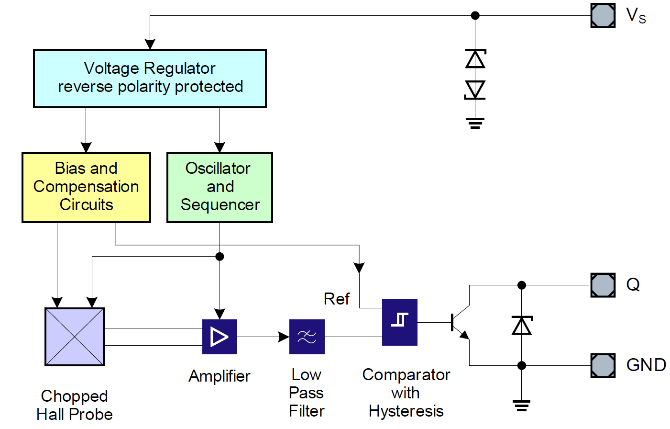 V_S
Voltage Regulator
reverse polarity protected
Bias and
Compensation
Circuits
Oscillator
and
Sequencer
Ref
Q
GND
Amplifier
Chopped
Hall Probe
Low
Pass
Filter
Comparator
with
Hysteresis